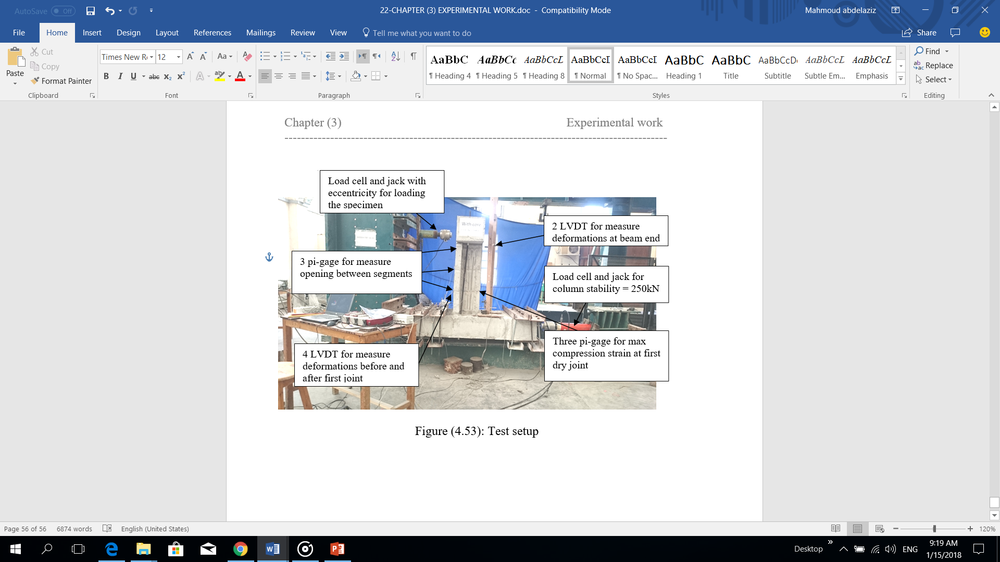 AutoSave Off
22-CHAPTER (3) EXPERIMENTAL WORK.doc - Compatibility Mode
Mahmoud abdelaziz
File Home Insert Design Layout References Mailings Review View Tell me what you want to do
Share
Paste
Cut
Copy
Format Painter
Clipboard
Times New Ro
12
Aa
B I U abc x₂ x² A ab A
Font
Paragraph
AaBbC AaBbCc AaBbCcL AaBbCcI AaBbCcI AaBbC AaBbC AaBbCcD AaBbCcL AaBbCcL
¶ Heading 4 ¶ Heading 5 ¶ Heading 8 ¶ Normal ¶ No Spac... Heading 1 Title Subtitle Subtle Em... Emphasis
Styles
Find
Replace
Select
Editing
Chapter (3) Experimental work
Load cell and jack with
eccentricity for loading
the specimen
With core
2 LVDT for measure
deformations at beam end
3 pi-gage for measure
opening between segments
Load cell and jack for
column stability = 250kN
4 LVDT for measure
deformations before and
after first joint
Three pi-gage for max
compression strain at first
dry joint
Figure (4.53): Test setup
Page 56 of 56 6874 words English (United States)
120%
Desktop
ENG
9:19 AM
1/15/2018